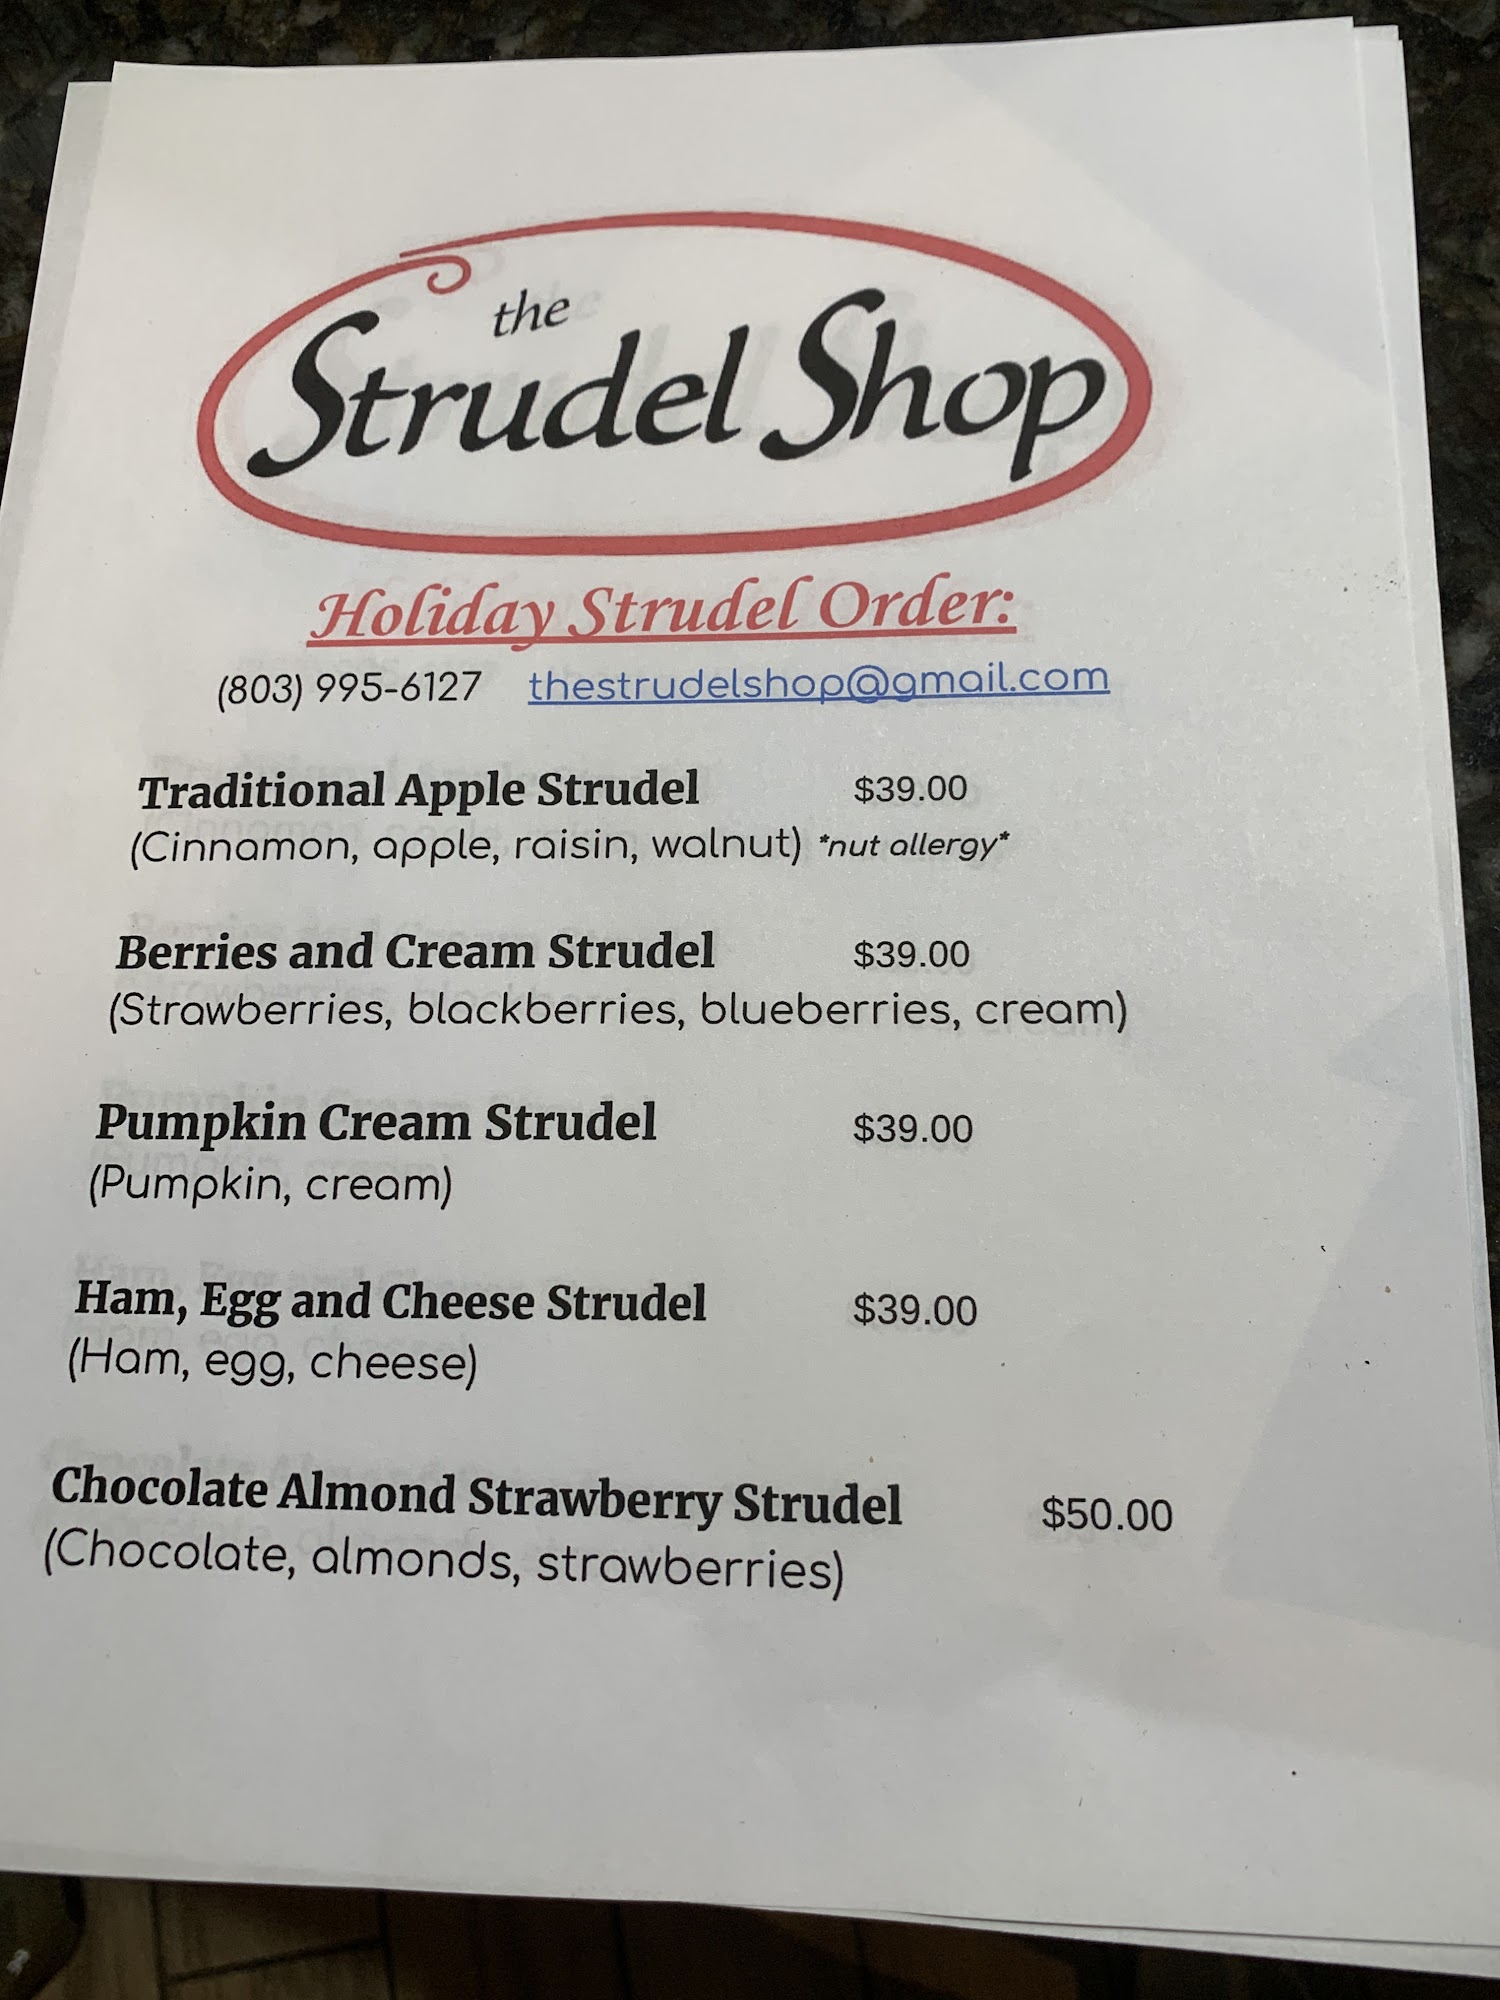 the
Strudel Shop
Holiday Strudel Order:
(803) 995-6127 thestrudelshop@gmail.com
Traditional Apple Strudel $39.00
(Cinnamon, apple, raisin, walnut) *nut allergy*
Berries and Cream Strudel $39.00
(Strawberries, blackberries, blueberries, cream)
Pumpkin Cream Strudel $39.00
(Pumpkin, cream)
Ham, Egg and Cheese Strudel $39.00
(Ham, egg, cheese)
Chocolate Almond Strawberry Strudel $50.00
(Chocolate, almonds, strawberries)